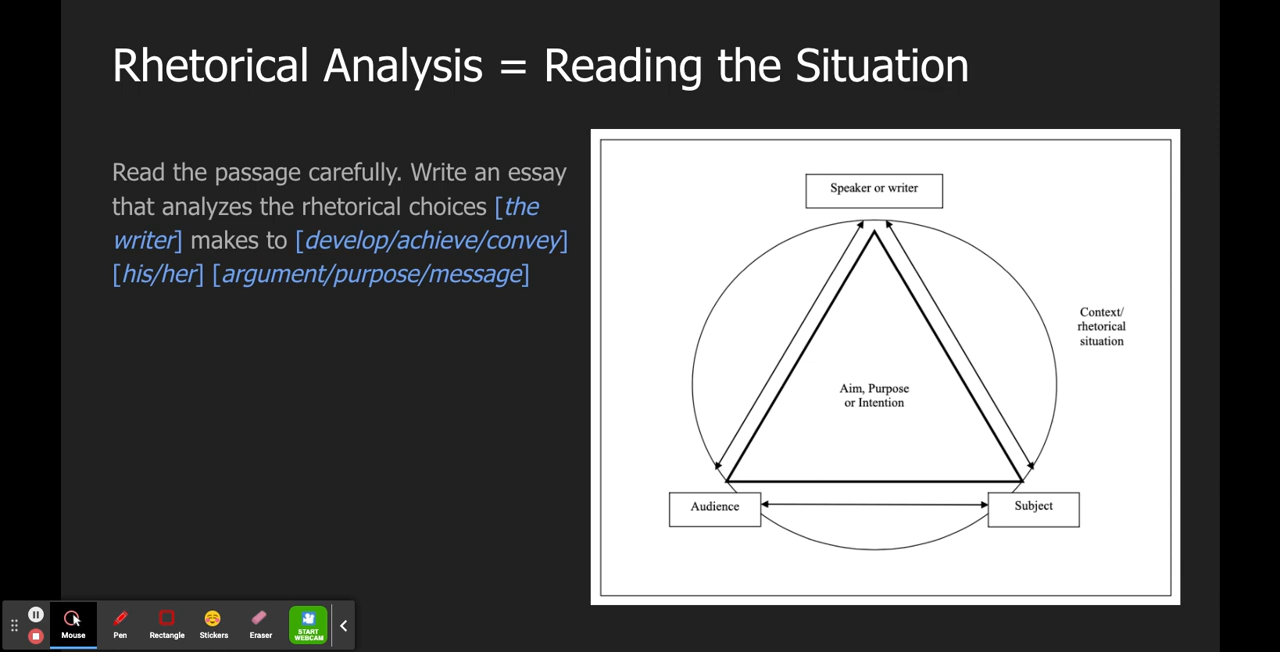 Rhetorical Analysis = Reading the Situation
Read the passage carefully. Write an essay
that analyzes the rhetorical choices [the
writer] makes to [develop/achieve/convey]
[his/her] [argument/purpose/message]
Speaker or writer
Context/
rhetorical
situation
Aim, Purpose
or Intention
Audience
Subject
Mouse
Pen
Rectangle
Stickers
Eraser
START
WEBCAM